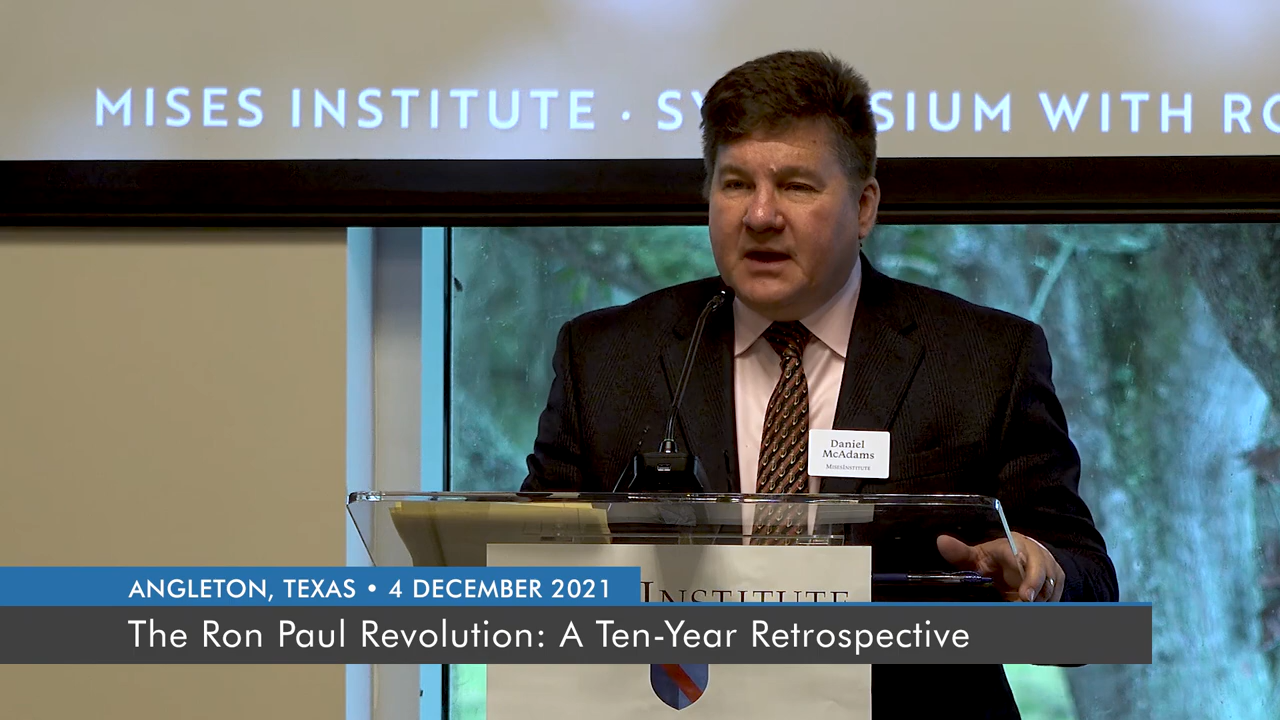 MISES INSTITUTE · SY SIUM WITH RO
Daniel
McAdams
MISESINSTITUTE
INSTITUTE
ANGLETON, TEXAS • 4 DECEMBER 2021
The Ron Paul Revolution: A Ten-Year Retrospective